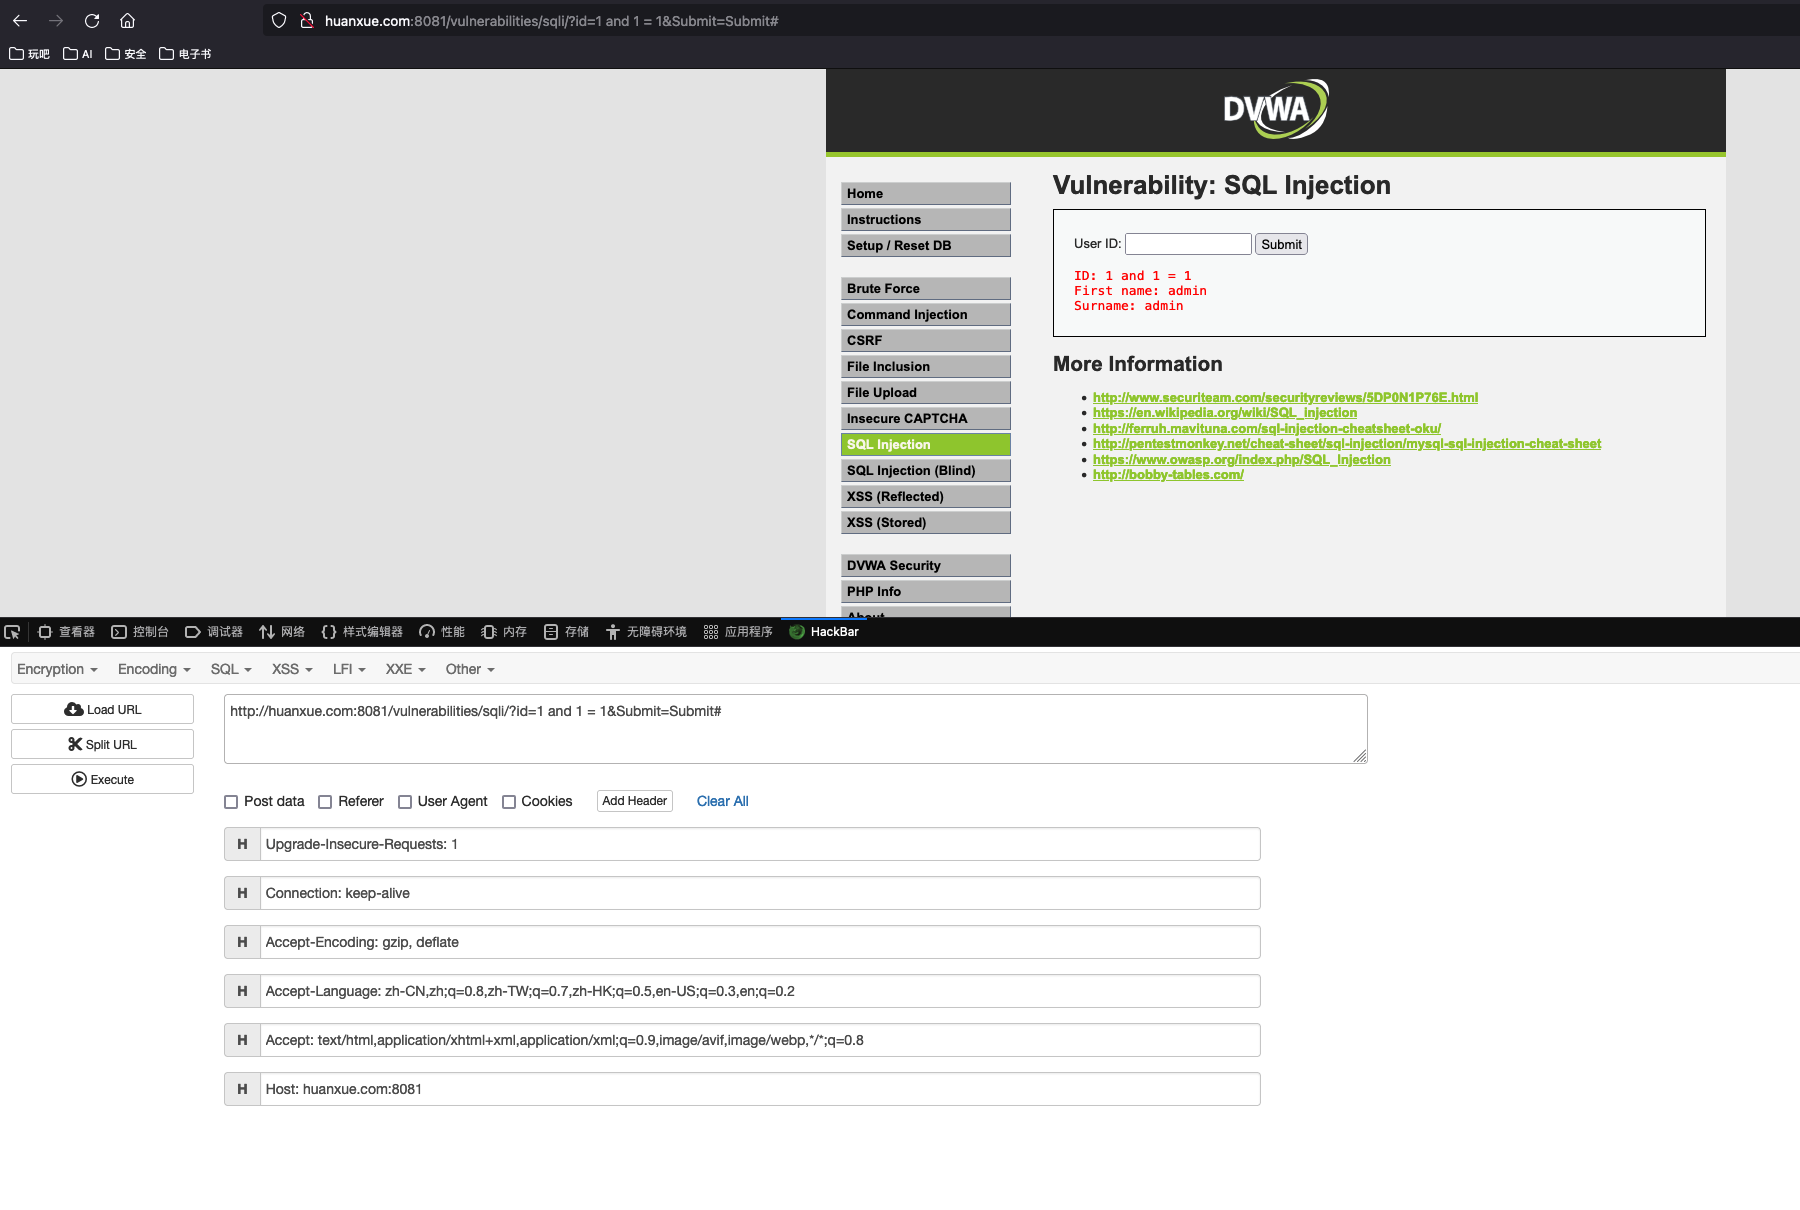 huanxue.com:8081/vulnerabilities/sqli/?id=1 and 1 = 1&Submit=Submit#
玩吧 AI 安全 电子书
DVWA
Home
Instructions
Setup / Reset DB
Brute Force
Command Injection
CSRF
File Inclusion
File Upload
Insecure CAPTCHA
SQL Injection
SQL Injection (Blind)
XSS (Reflected)
XSS (Stored)
DVWA Security
PHP Info
About
Vulnerability: SQL Injection
User ID: Submit
ID: 1 and 1 = 1
First name: admin
Surname: admin
More Information
http://www.securiteam.com/securityreviews/5DP0N1P76E.html
https://en.wikipedia.org/wiki/SQL_injection
http://ferruh.mavituna.com/sql-injection-cheatsheet-oku/
http://pentestmonkey.net/cheat-sheet/sql-injection/mysql-sql-injection-cheat-sheet
https://www.owasp.org/index.php/SQL_Injection
http://bobby-tables.com/
查看器 控制台 调试器 网络 样式编辑器 性能 内存 存储 无障碍环境 应用程序 HackBar
Encryption Encoding SQL XSS LFI XXE Other
Load URL
Split URL
Execute
http://huanxue.com:8081/vulnerabilities/sqli/?id=1 and 1 = 1&Submit=Submit#
Post data Referer User Agent Cookies Add Header Clear All
H Upgrade-Insecure-Requests: 1
H Connection: keep-alive
H Accept-Encoding: gzip, deflate
H Accept-Language: zh-CN,zh;q=0.8,zh-TW;q=0.7,zh-HK;q=0.5,en-US;q=0.3,en;q=0.2
H Accept: text/html,application/xhtml+xml,application/xml;q=0.9,image/avif,image/webp,*/*;q=0.8
H Host: huanxue.com:8081